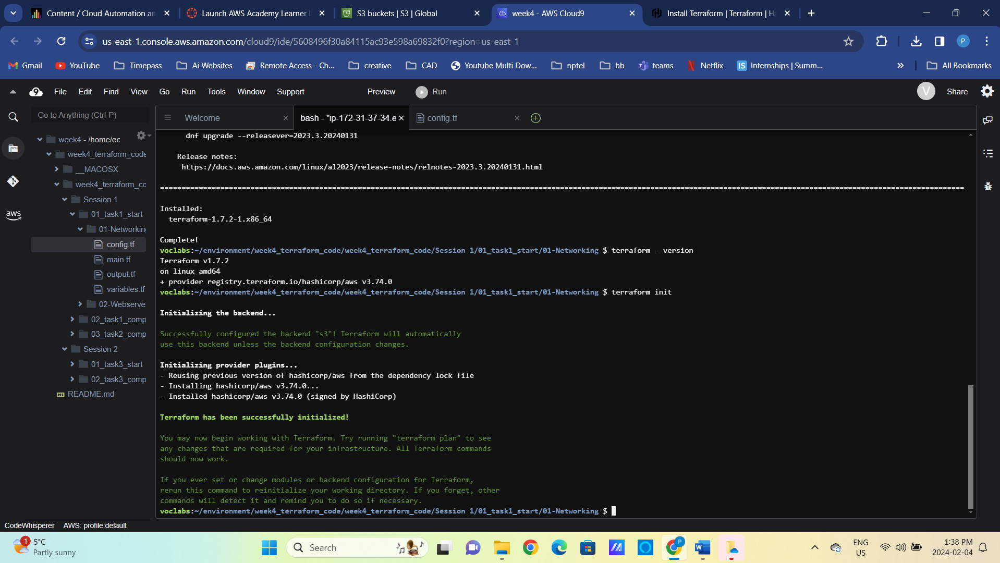 Content / Cloud Automation an
Launch AWS Academy Learner L
S3 buckets | S3 | Global
week4 - AWS Cloud9
Install Terraform | Terraform | Ha
us-east-1.console.aws.amazon.com/cloud9/ide/5608496f30a84115ac93e598a69832f0?region=us-east-1
P
Gmail
YouTube
Timepass
Ai Websites
Remote Access - Ch...
creative
CAD
Youtube Multi Dow...
nptel
bb
teams
Netflix
IS
Internships | Summ...
All Bookmarks
9
File
Edit
Find
View
Go
Run
Tools
Window
Support
Preview
Run
V
Share
Go to Anything (Ctrl-P)
Welcome
bash - "ip-172-31-37-34.e
config.tf
aws
week4 - /home/ec
week4_terraform_code
__MACOSX
week4_terraform_co
Session 1
01_task1_start
01-Networking
config.tf
main.tf
output.tf
variables.tf
02-Webserve
02_task1_comp
03_task2_comp
Session 2
01_task3_start
02_task3_comp
README.md
dnf upgrade --releasever=2023.3.20240131
Release notes:
https://docs.aws.amazon.com/linux/al2023/release-notes/relnotes-2023.3.20240131.html
Installed:
terraform-1.7.2-1.x86_64
Complete!
voclabs:~/environment/week4_terraform_code/week4_terraform_code/Session 1/01_task1_start/01-Networking $ terraform --version
Terraform v1.7.2
on linux_amd64
+ provider registry.terraform.io/hashicorp/aws v3.74.0
voclabs:~/environment/week4_terraform_code/week4_terraform_code/Session 1/01_task1_start/01-Networking $ terraform init
Initializing the backend...
Successfully configured the backend "s3"! Terraform will automatically
use this backend unless the backend configuration changes.
Initializing provider plugins...
- Reusing previous version of hashicorp/aws from the dependency lock file
- Installing hashicorp/aws v3.74.0...
- Installed hashicorp/aws v3.74.0 (signed by HashiCorp)
Terraform has been successfully initialized!
You may now begin working with Terraform. Try running "terraform plan" to see
any changes that are required for your infrastructure. All Terraform commands
should now work.
If you ever set or change modules or backend configuration for Terraform,
rerun this command to reinitialize your working directory. If you forget, other
commands will detect it and remind you to do so if necessary.
voclabs:~/environment/week4_terraform_code/week4_terraform_code/Session 1/01_task1_start/01-Networking $
CodeWhisperer
AWS: profile:default
1
5°C
Partly sunny
Search
P
W
ENG
US
1:38 PM
2024-02-04